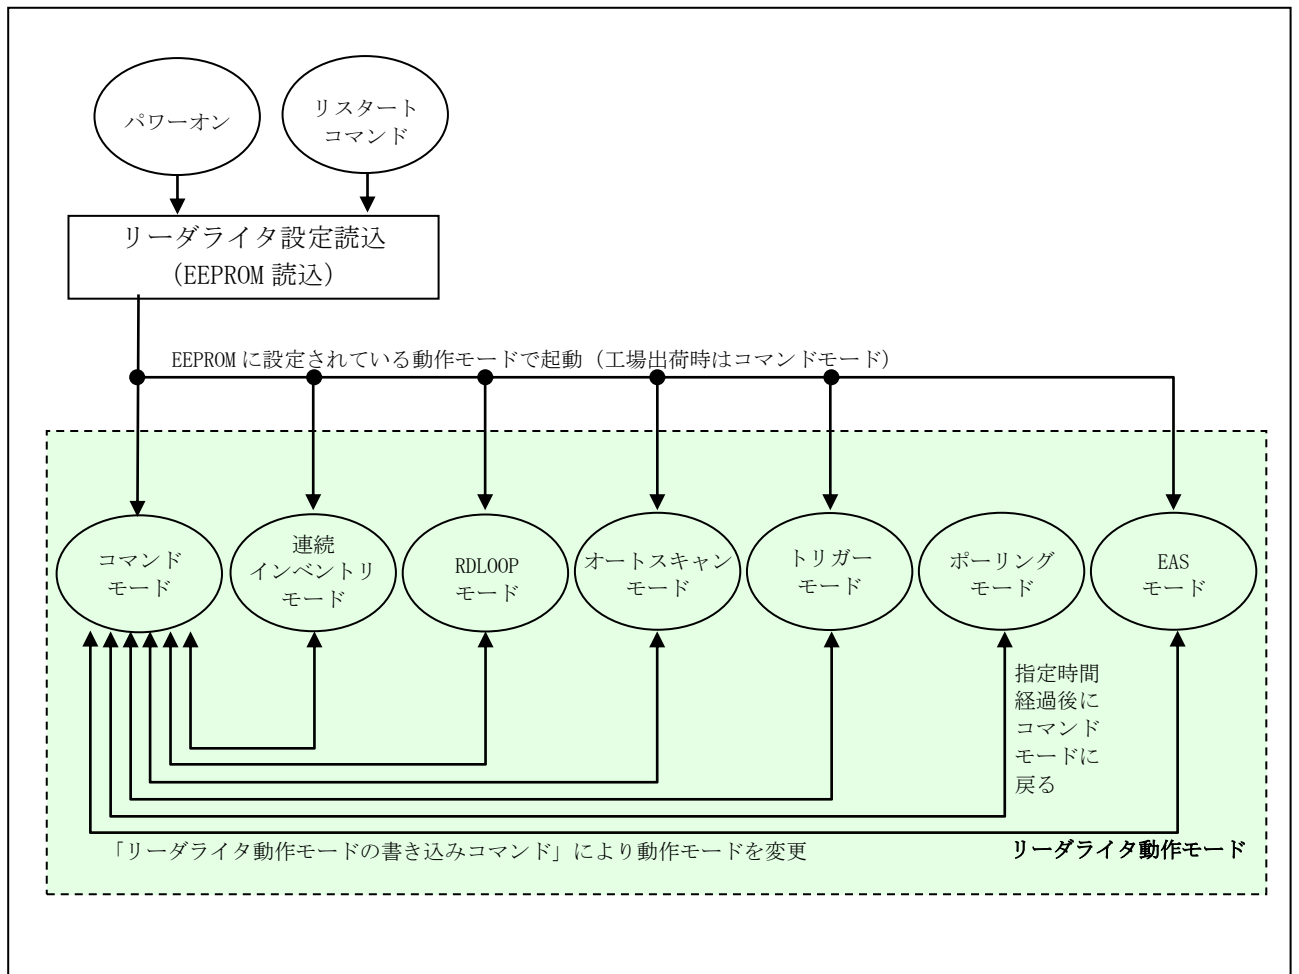 パワーオン
リスタート
コマンド
リーダライタ設定読込
（EEPROM 読込）
EEPROM に設定されている動作モードで起動（工場出荷時はコマンドモード）
コマンド
モード
連続
インベントリ
モード
RDLOOP
モード
オートスキャン
モード
トリガー
モード
ポーリング
モード
EAS
モード
指定時間
経過後に
コマンド
モードに
戻る
「リーダライタ動作モードの書き込みコマンド」により動作モードを変更
リーダライタ動作モード